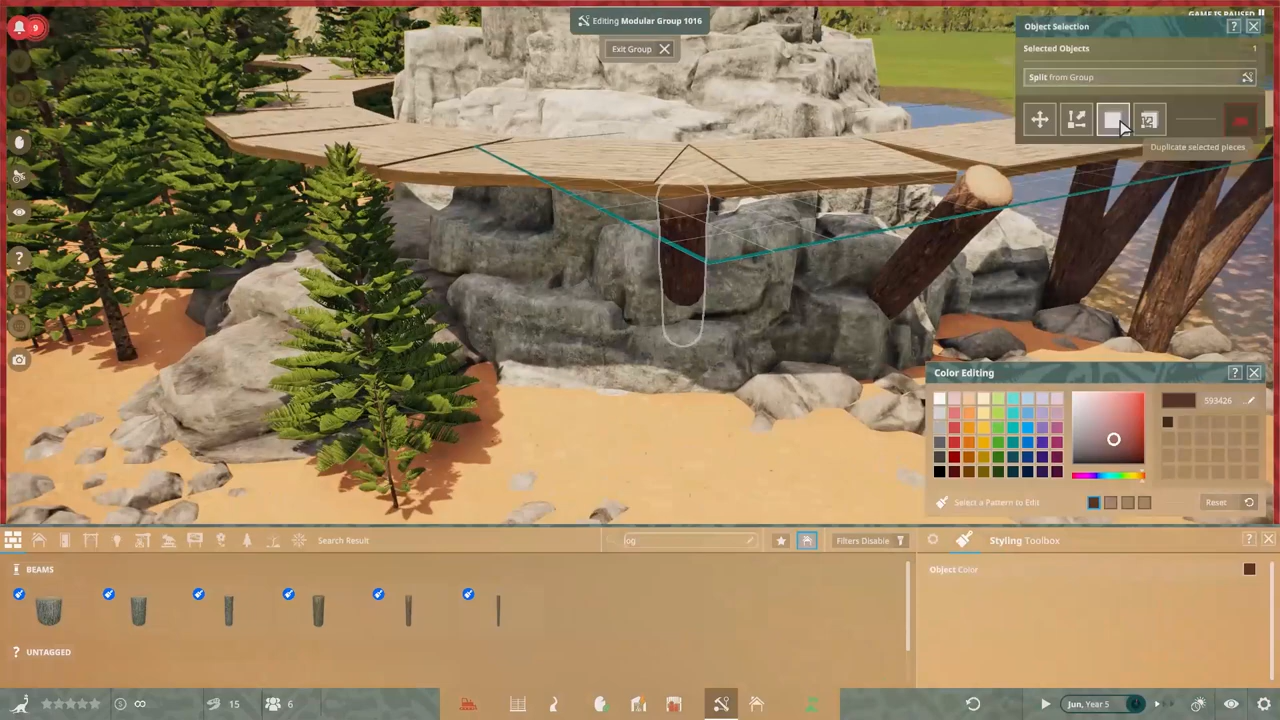 9
Editing Modular Group 1016
Exit Group
GAME IS PAUSED
Object Selection
?
Selected Objects
1
Split from Group
Duplicate selected pieces
?
Color Editing
?
593426
Select a Pattern to Edit
Reset
Search Result
log
Filters Disable
Styling Toolbox
?
BEAMS
Object Color
? UNTAGGED
∞
15
6
Jun, Year 5